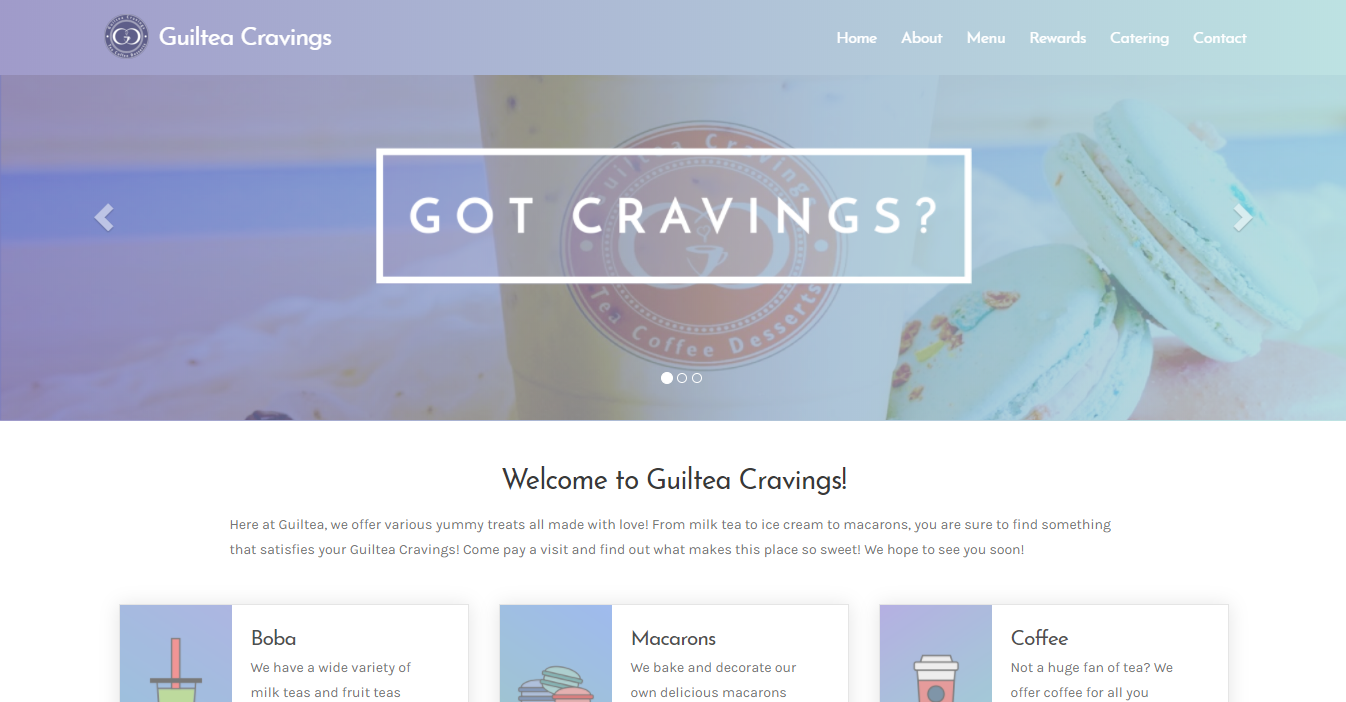 Guiltea Cravings
Home About Menu Rewards Catering Contact
Guiltea Cravings
GOT CRAVINGS?
Tea Coffee Desserts
Welcome to Guiltea Cravings!
Here at Guiltea, we offer various yummy treats all made with love! From milk tea to ice cream to macarons, you are sure to find something
that satisfies your Guiltea Cravings! Come pay a visit and find out what makes this place so sweet! We hope to see you soon!
Boba
We have a wide variety of
milk teas and fruit teas
Macarons
We bake and decorate our
own delicious macarons
Coffee
Not a huge fan of tea? We
offer coffee for all you